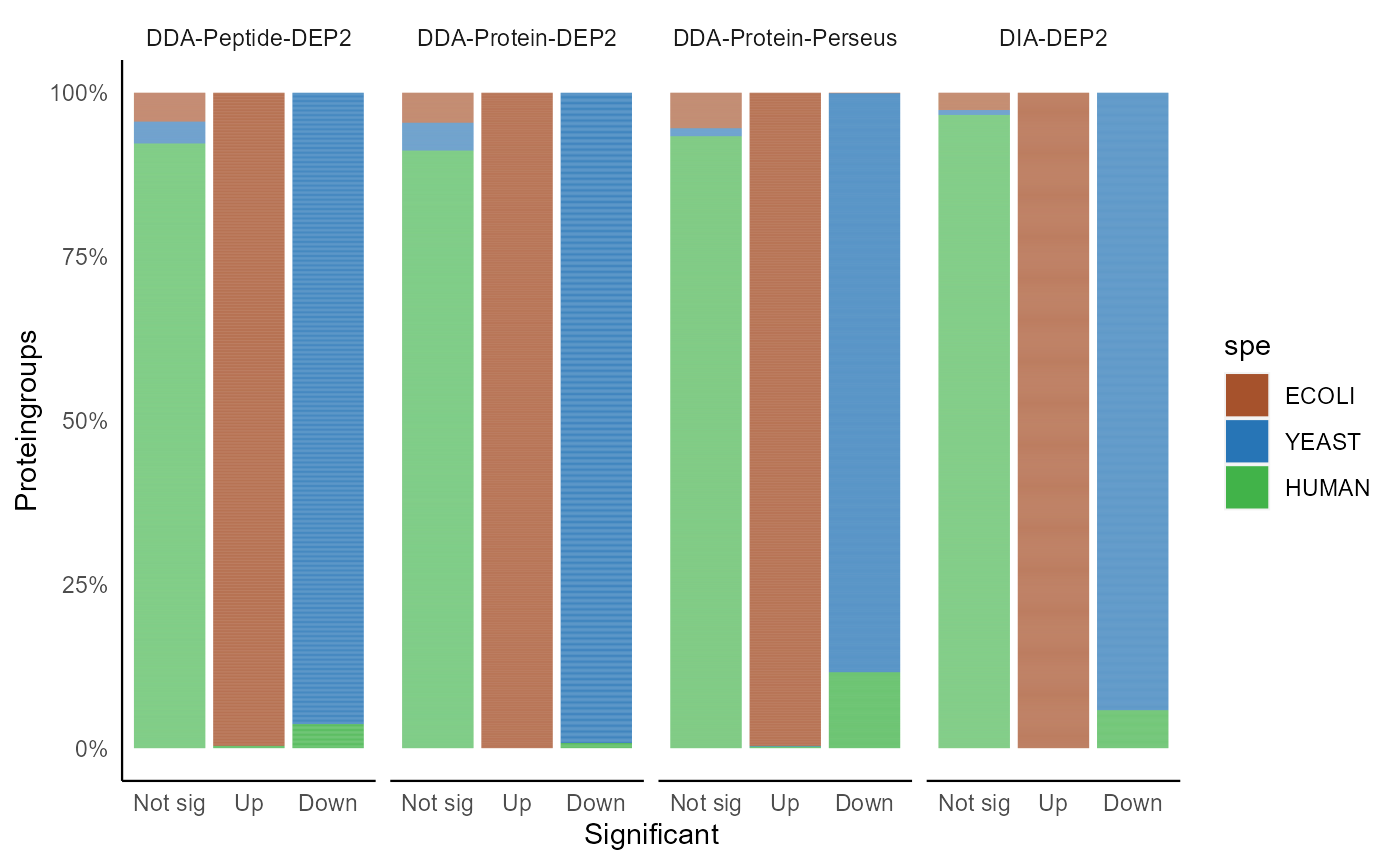 DDA-Peptide-DEP2 DDA-Protein-DEP2 DDA-Protein-Perseus DIA-DEP2
100%
75%
50%
25%
0%
Proteingroups
Not sig Up Down Not sig Up Down Not sig Up Down Not sig Up Down
Significant
spe
ECOLI
YEAST
HUMAN